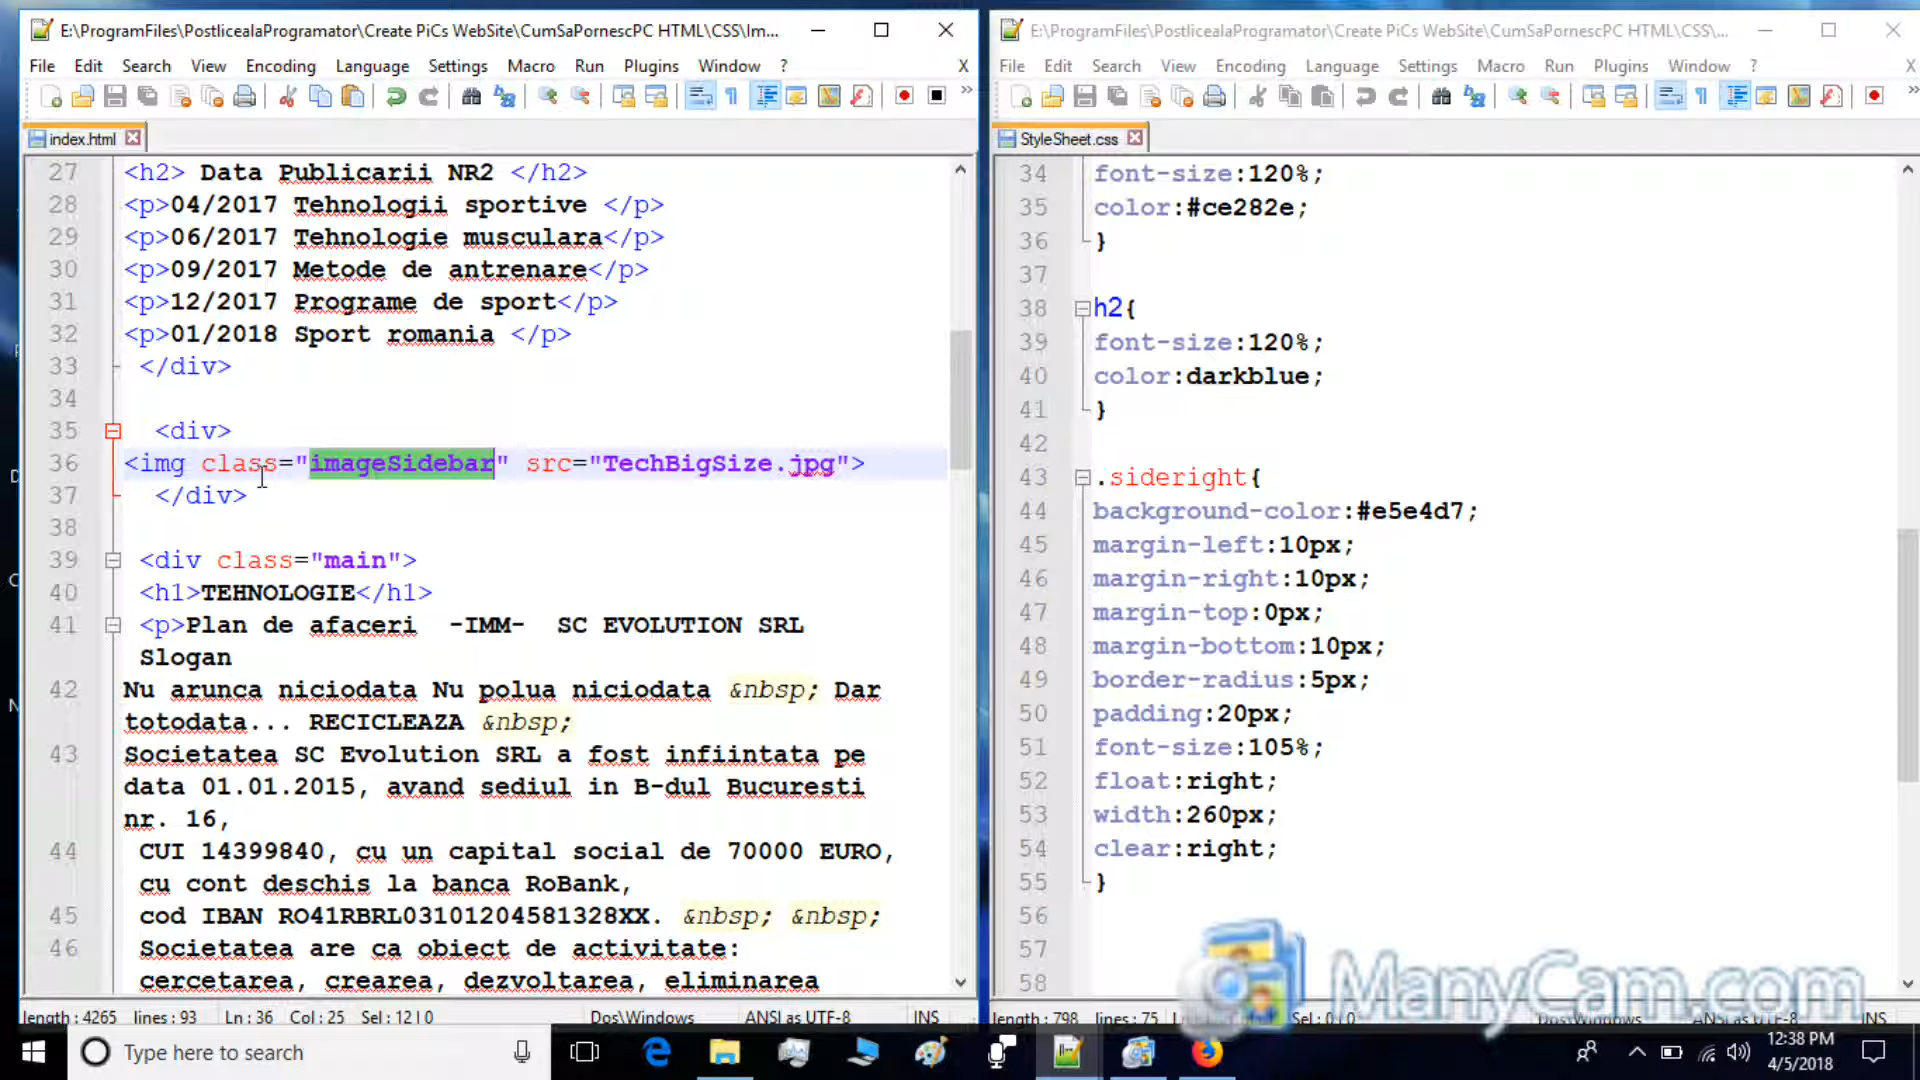 E:\ProgramFiles\PostlicealaProgramator\Create PiCs WebSite\CumSaPornescPC HTML\CSS\Im...
File Edit Search View Encoding Language Settings Macro Run Plugins Window ? X
index.html
27 <h2> Data Publicarii NR2 </h2>
28 <p>04/2017 Tehnologii sportive </p>
29 <p>06/2017 Tehnologie musculara</p>
30 <p>09/2017 Metode de antrenare</p>
31 <p>12/2017 Programe de sport</p>
32 <p>01/2018 Sport romania </p>
33 </div>
34
35 <div>
36 <img class="imageSidebar" src="TechBigSize.jpg">
37 </div>
38
39 <div class="main">
40 <h1>TEHNOLOGIE</h1>
41 <p>Plan de afaceri -IMM- SC EVOLUTION SRL
Slogan
42 Nu arunca niciodata Nu polua niciodata &nbsp; Dar
totodata... RECICLEAZA &nbsp;
43 Societatea SC Evolution SRL a fost infiintata pe
data 01.01.2015, avand sediul in B-dul Bucuresti
nr. 16,
44 CUI 14399840, cu un capital social de 70000 EURO,
cu cont deschis la banca RoBank,
45 cod IBAN RO41RBRL03101204581328XX. &nbsp; &nbsp;
46 Societatea are ca obiect de activitate:
cercetarea, crearea, dezvoltarea, eliminarea
length : 4265 lines : 93 Ln : 36 Col : 25 Sel : 12 | 0 Dos\Windows ANSI as UTF-8 INS
E:\ProgramFiles\PostlicealaProgramator\Create PiCs WebSite\CumSaPornescPC HTML\CSS\...
File Edit Search View Encoding Language Settings Macro Run Plugins Window ? X
StyleSheet.css
34 font-size:120%;
35 color:#ce282e;
36 }
37
38 h2{
39 font-size:120%;
40 color:darkblue;
41 }
42
43 .sideright{
44 background-color:#e5e4d7;
45 margin-left:10px;
46 margin-right:10px;
47 margin-top:0px;
48 margin-bottom:10px;
49 border-radius:5px;
50 padding:20px;
51 font-size:105%;
52 float:right;
53 width:260px;
54 clear:right;
55 }
56
57
58
ManyCam.com
length : 798 lines : 75 Sel : 0 | 0 Dos\Windows ANSI as UTF-8 INS
Type here to search
12:38 PM
4/5/2018